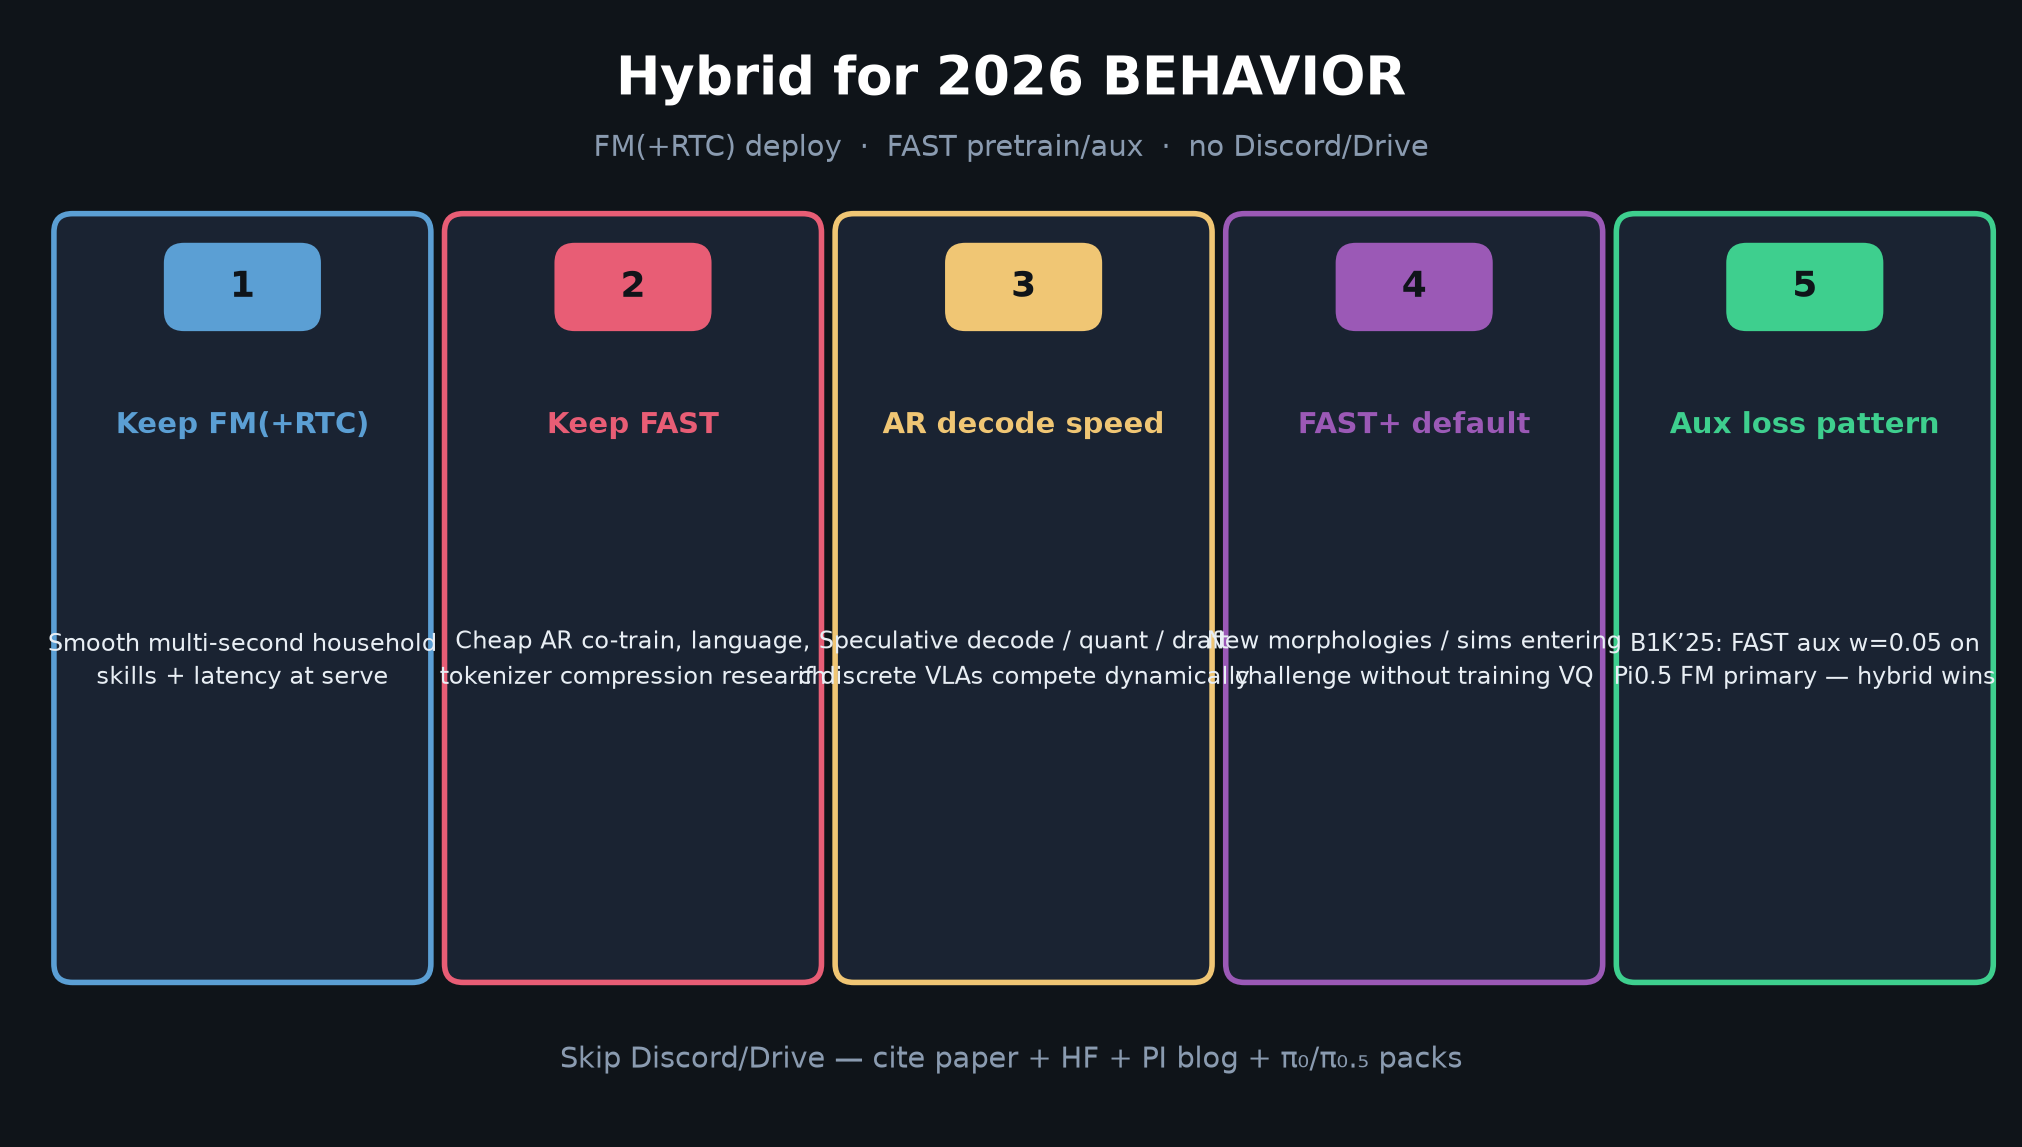 Hybrid for 2026 BEHAVIOR
FM(+RTC) deploy · FAST pretrain/aux · no Discord/Drive
1
Keep FM(+RTC)
Smooth multi-second household
skills + latency at serve
2
Keep FAST
Cheap AR co-train, language,
tokenizer compression research
3
AR decode speed
Speculative decode / quant / draft
if discrete VLAs compete dynamically
4
FAST+ default
New morphologies / sims entering
challenge without training VQ
5
Aux loss pattern
B1K’25: FAST aux w=0.05 on
Pi0.5 FM primary — hybrid wins
Skip Discord/Drive — cite paper + HF + PI blog + π₀/π₀.₅ packs